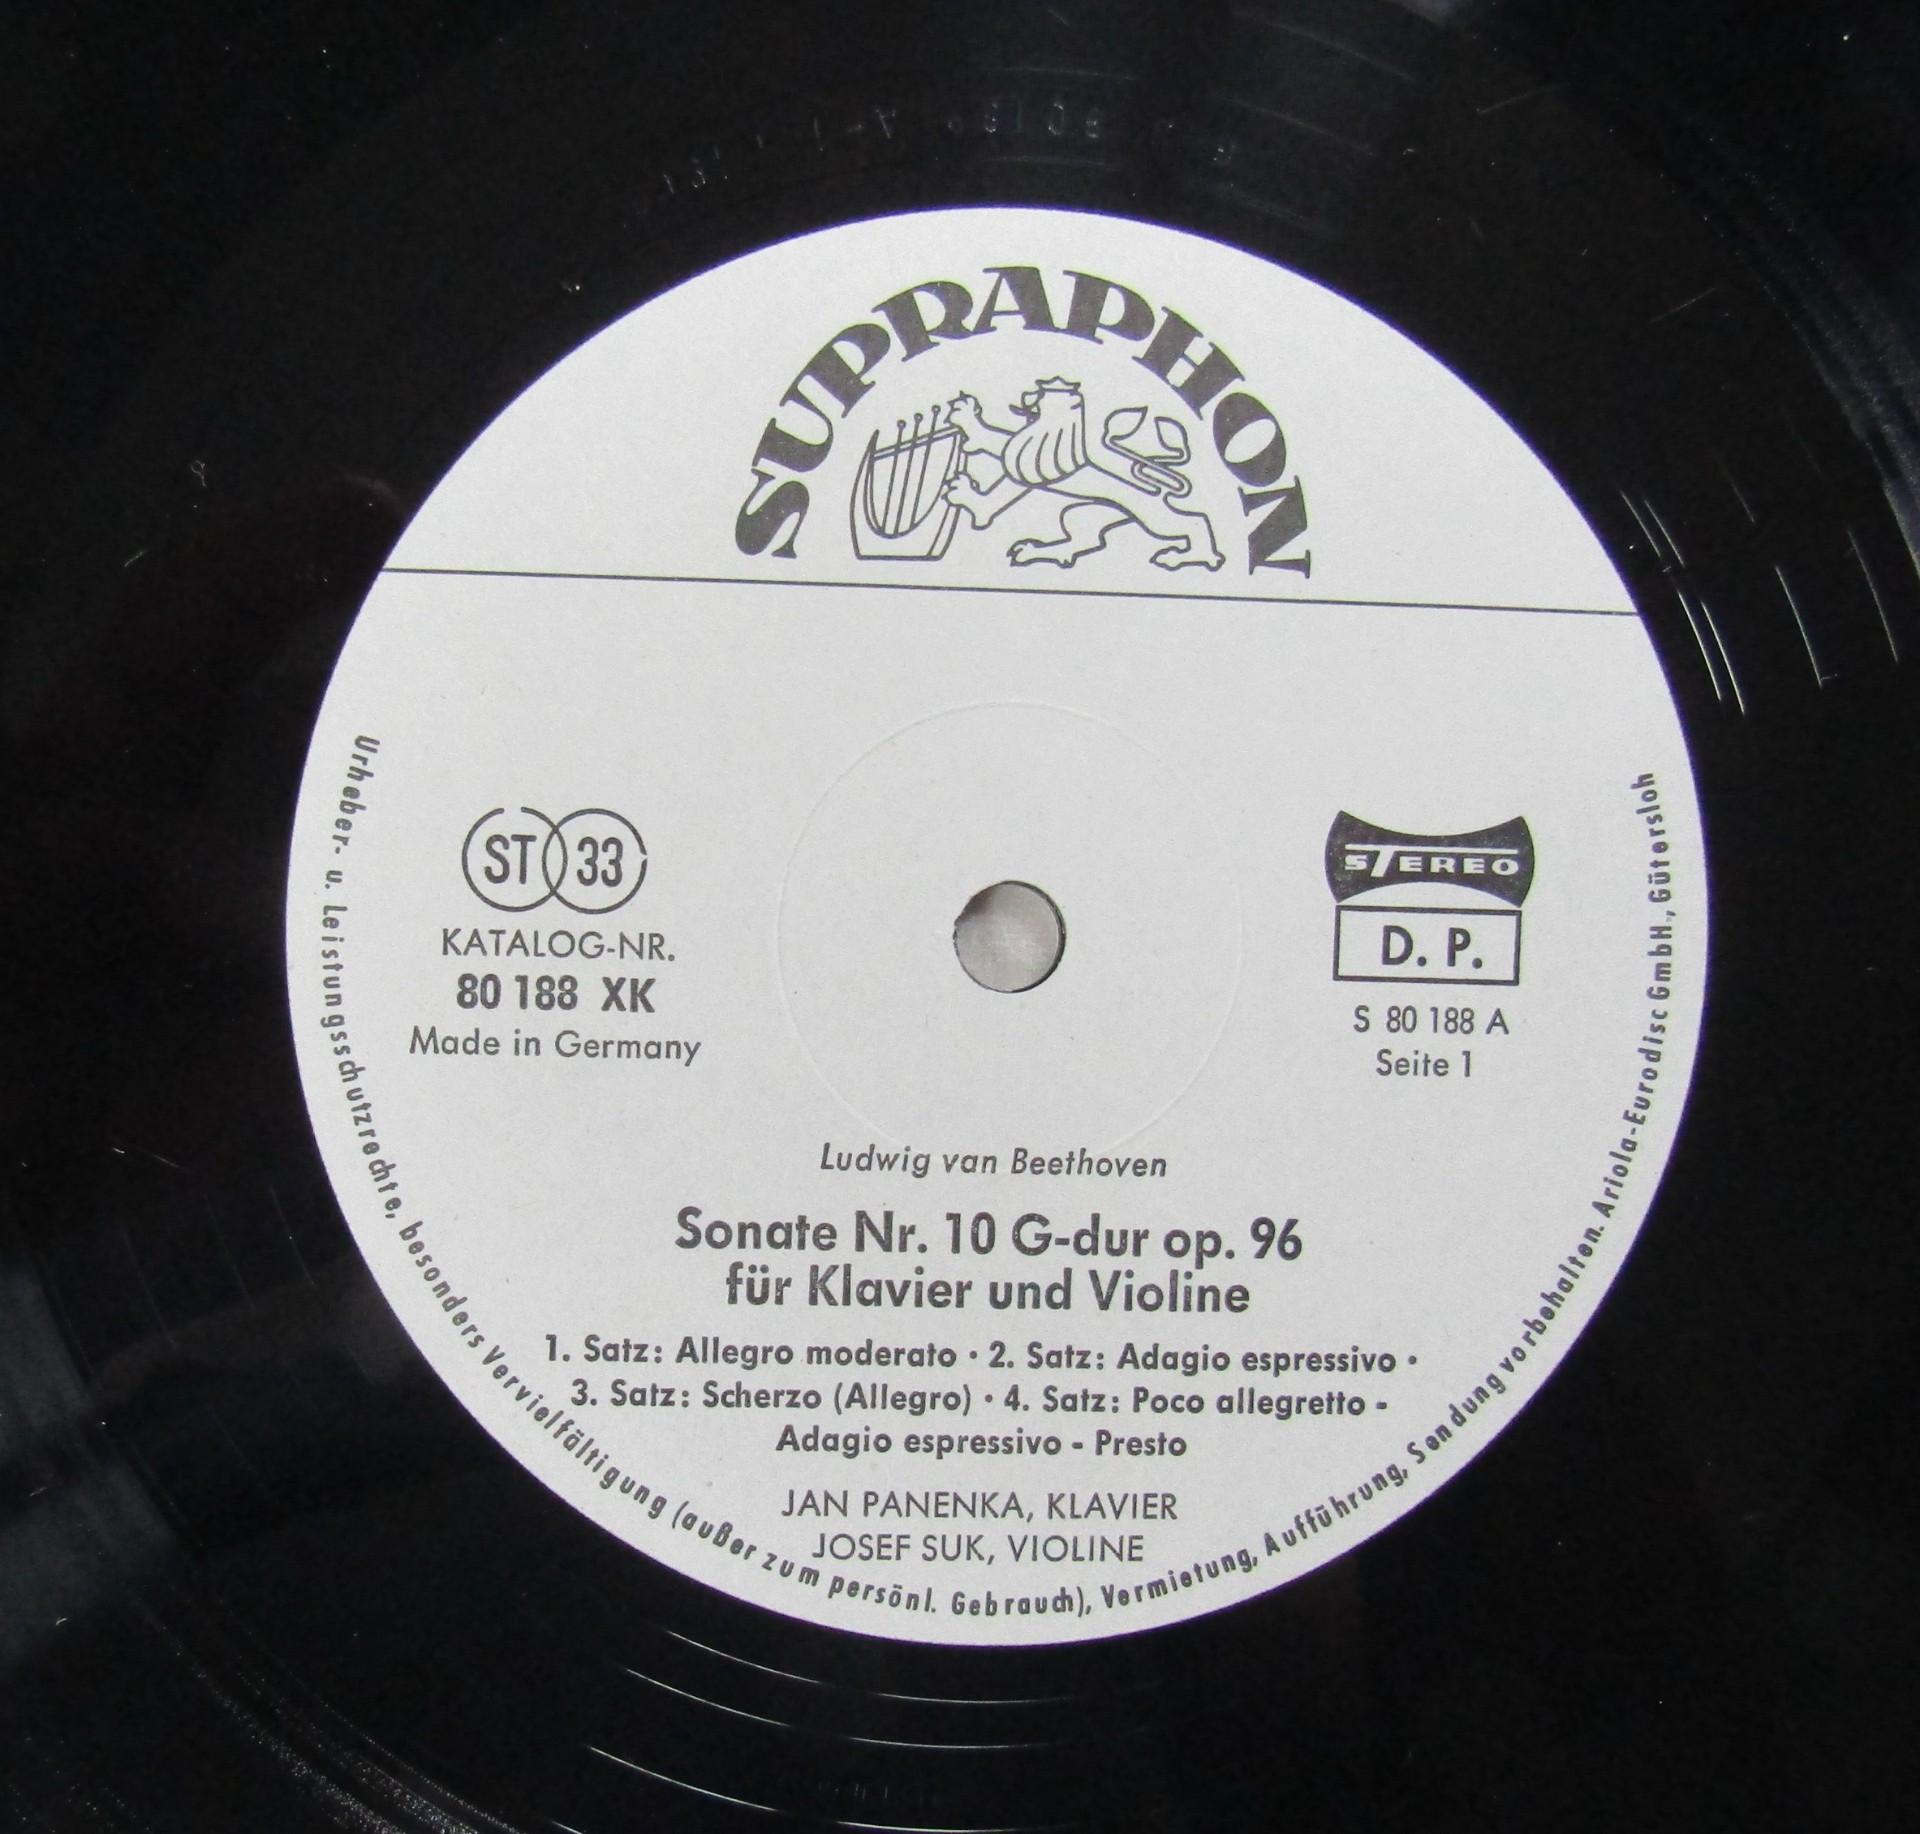 SUPRAPHON
ST 33
KATALOG-NR.
80 188 XK
Made in Germany
STEREO
D. P.
S 80 188 A
Seite 1
Ludwig van Beethoven
Sonate Nr. 10 G-dur op. 96
für Klavier und Violine
1. Satz: Allegro moderato · 2. Satz: Adagio espressivo ·
3. Satz: Scherzo (Allegro) · 4. Satz: Poco allegretto -
Adagio espressivo - Presto
JAN PANENKA, KLAVIER
JOSEF SUK, VIOLINE
Urheber- u. Leistungsschutzrechte, besonders Vervielfältigung (außer zum persönl. Gebrauch), Vermietung, Aufführung, Sendung vorbehalten. Ariola-Eurodisc GmbH., Gütersloh